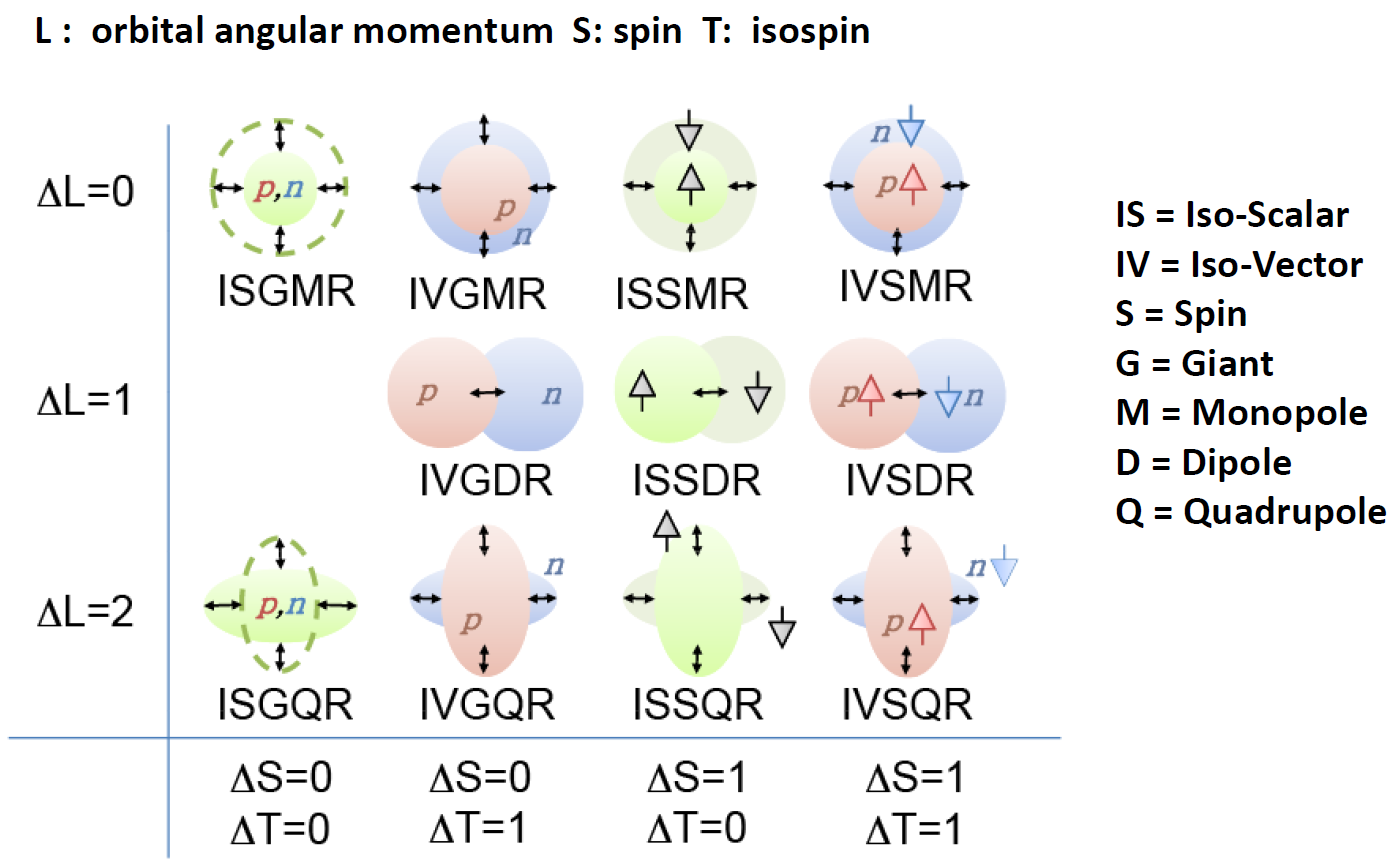 L : orbital angular momentum S: spin T: isospin
ΔL=0
p,n
p
n
n
p
ISGMR
IVGMR
ISSMR
IVSMR
ΔL=1
p
n
p
n
IVGDR
ISSDR
IVSDR
ΔL=2
p,n
p
n
p
n
ISGQR
IVGQR
ISSQR
IVSQR
ΔS=0
ΔS=0
ΔS=1
ΔS=1
ΔT=0
ΔT=1
ΔT=0
ΔT=1
IS = Iso-Scalar
IV = Iso-Vector
S = Spin
G = Giant
M = Monopole
D = Dipole
Q = Quadrupole